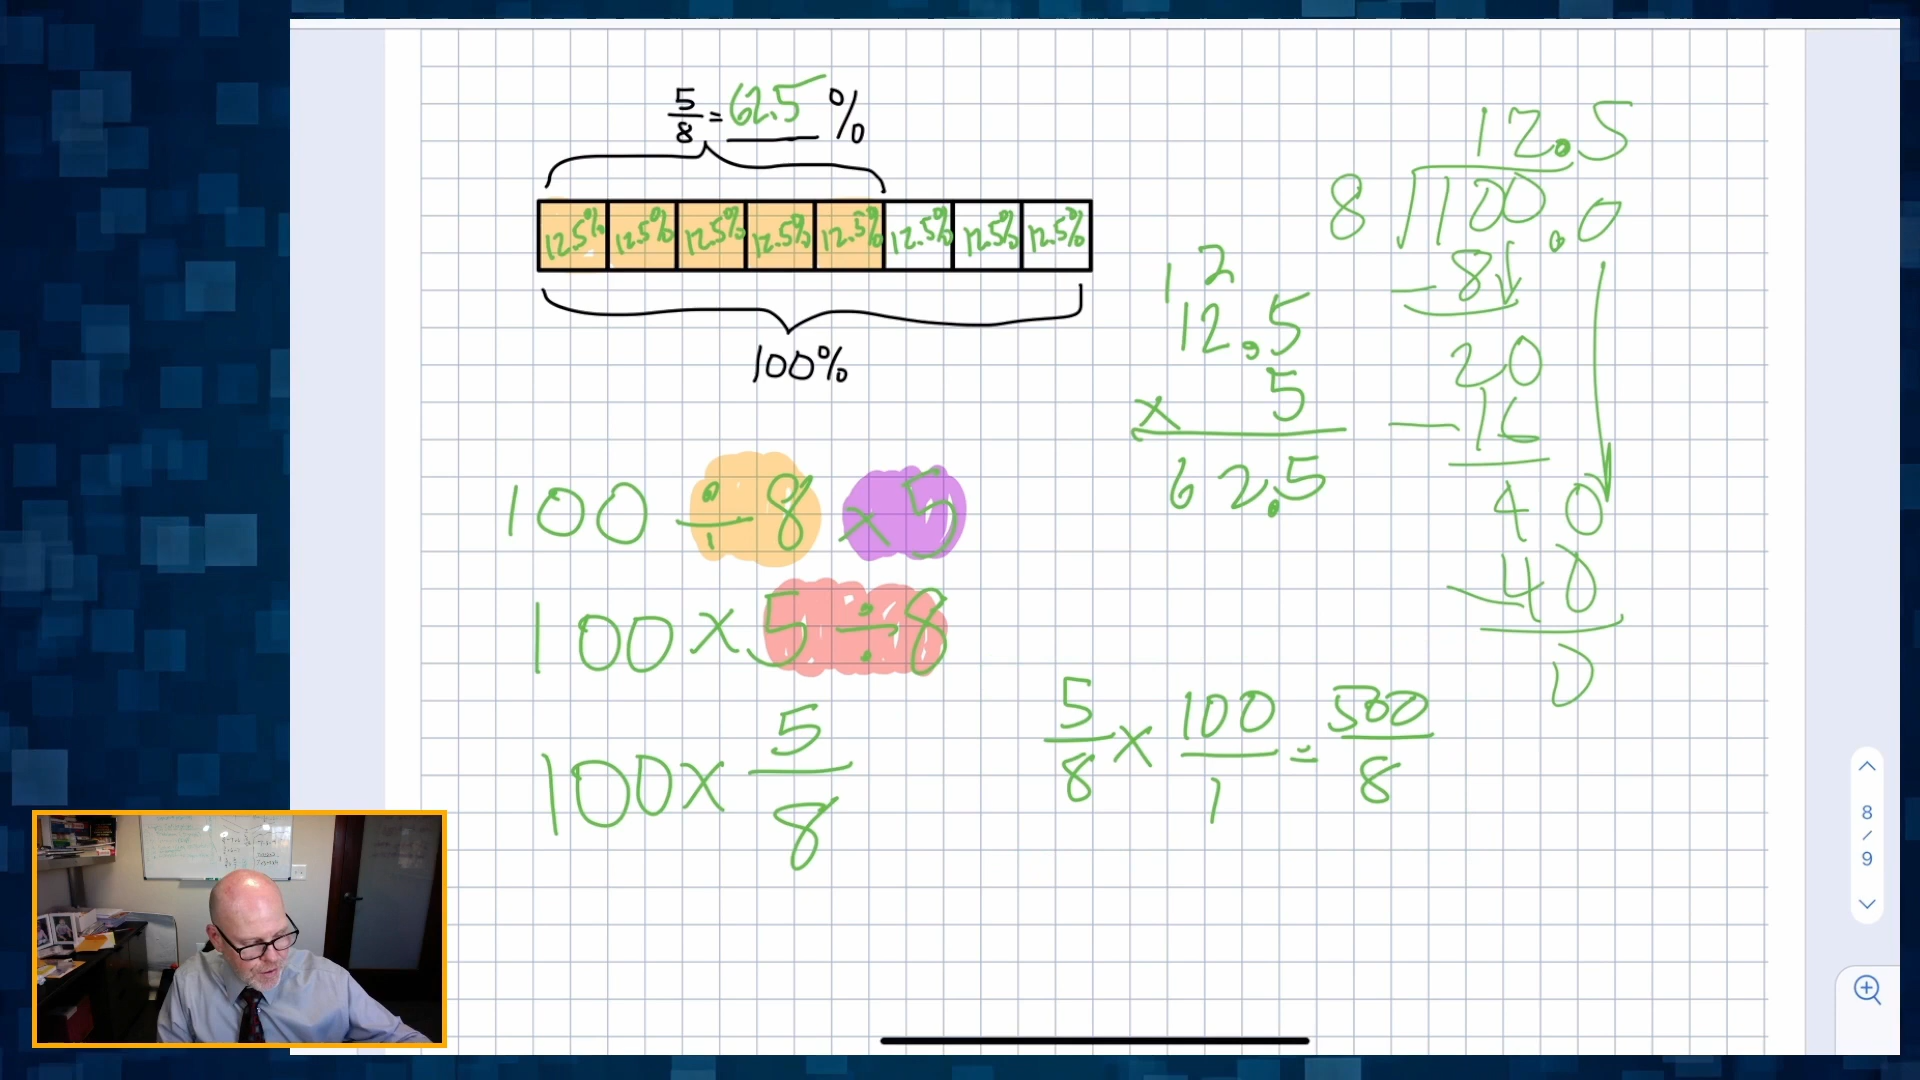 5/8 = 62.5 %
12.5% 12.5% 12.5% 12.5% 12.5% 12.5% 12.5% 12.5%
100%
12.5
8 100.0
- 8
20
- 16
40
- 40
0
1 2
12.5
x 5
62.5
100 ÷ 8 x 5
100 x 5 ÷ 8
100 x 5/8
5/8 x 100/1 = 500/8
8
/
9